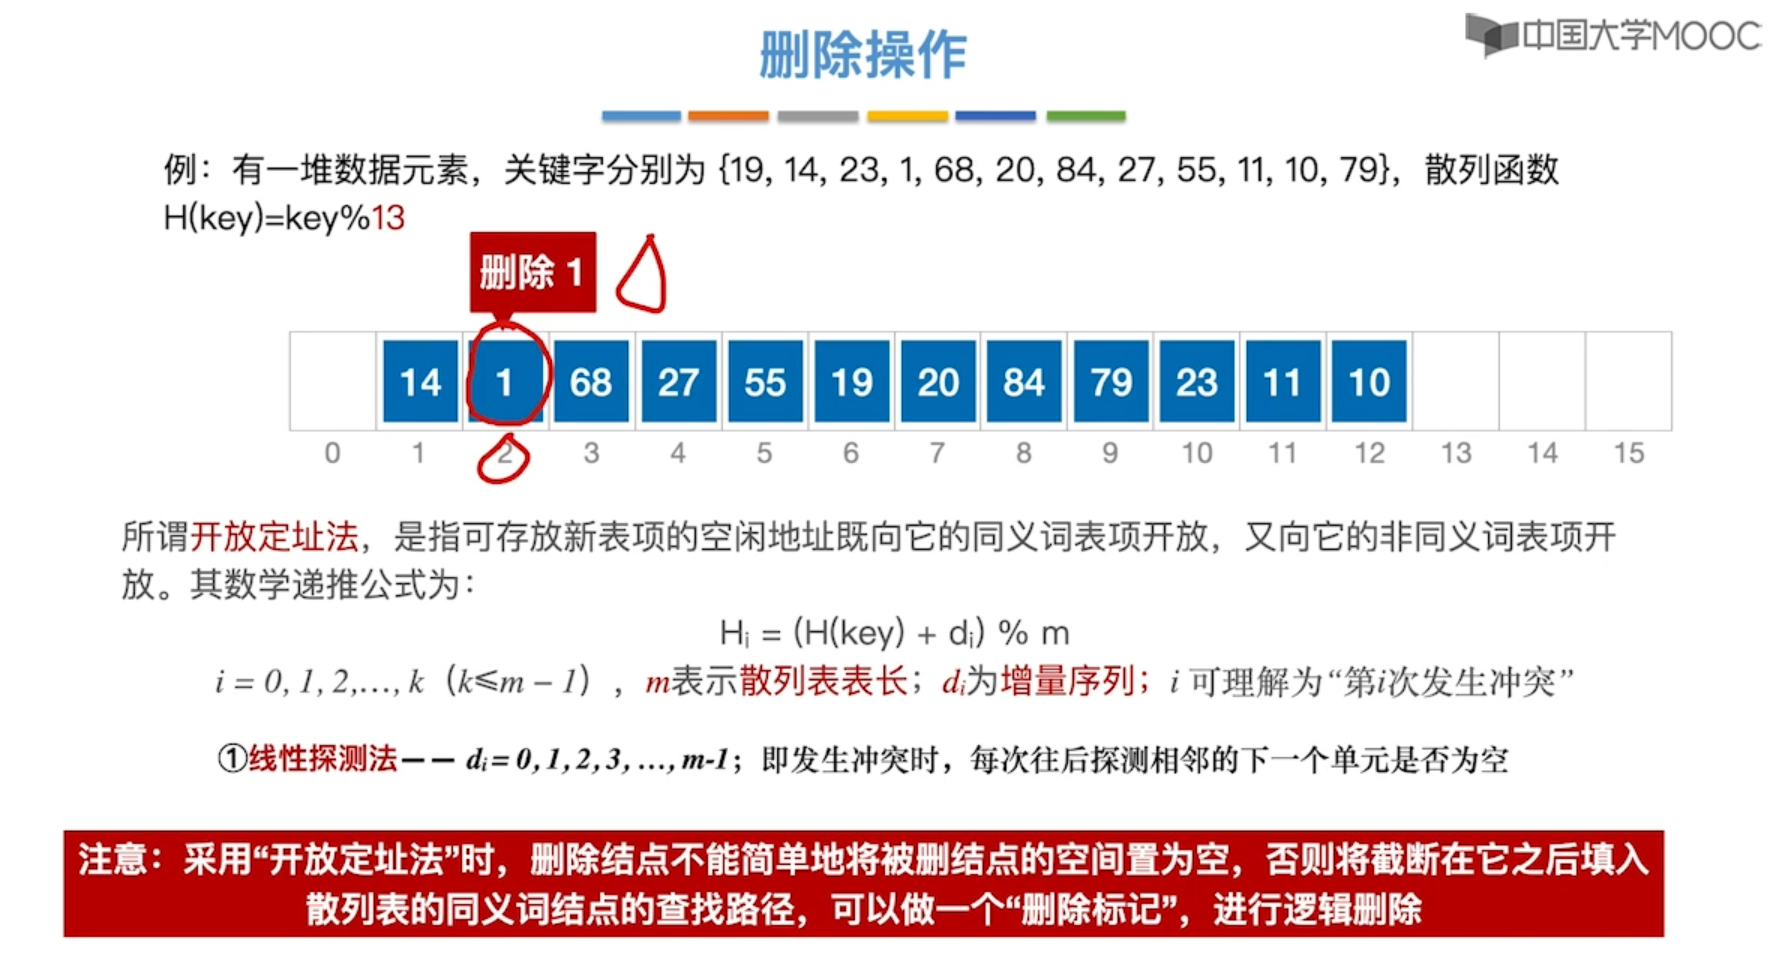 删除操作
中国大学MOOC
例：有一堆数据元素，关键字分别为 {19, 14, 23, 1, 68, 20, 84, 27, 55, 11, 10, 79}，散列函数
H(key)=key%13
删除 1
14 1 68 27 55 19 20 84 79 23 11 10
0 1 2 3 4 5 6 7 8 9 10 11 12 13 14 15
所谓开放定址法，是指可存放新表项的空闲地址既向它的同义词表项开放，又向它的非同义词表项开
放。其数学递推公式为：
Hᵢ = (H(key) + dᵢ) % m
i = 0, 1, 2,…, k（k≤m – 1），m表示散列表表长；dᵢ为增量序列；i 可理解为“第i次发生冲突”
①线性探测法—— dᵢ= 0, 1, 2, 3, …, m-1；即发生冲突时，每次往后探测相邻的下一个单元是否为空
注意：采用“开放定址法”时，删除结点不能简单地将被删结点的空间置为空，否则将截断在它之后填入
散列表的同义词结点的查找路径，可以做一个“删除标记”，进行逻辑删除